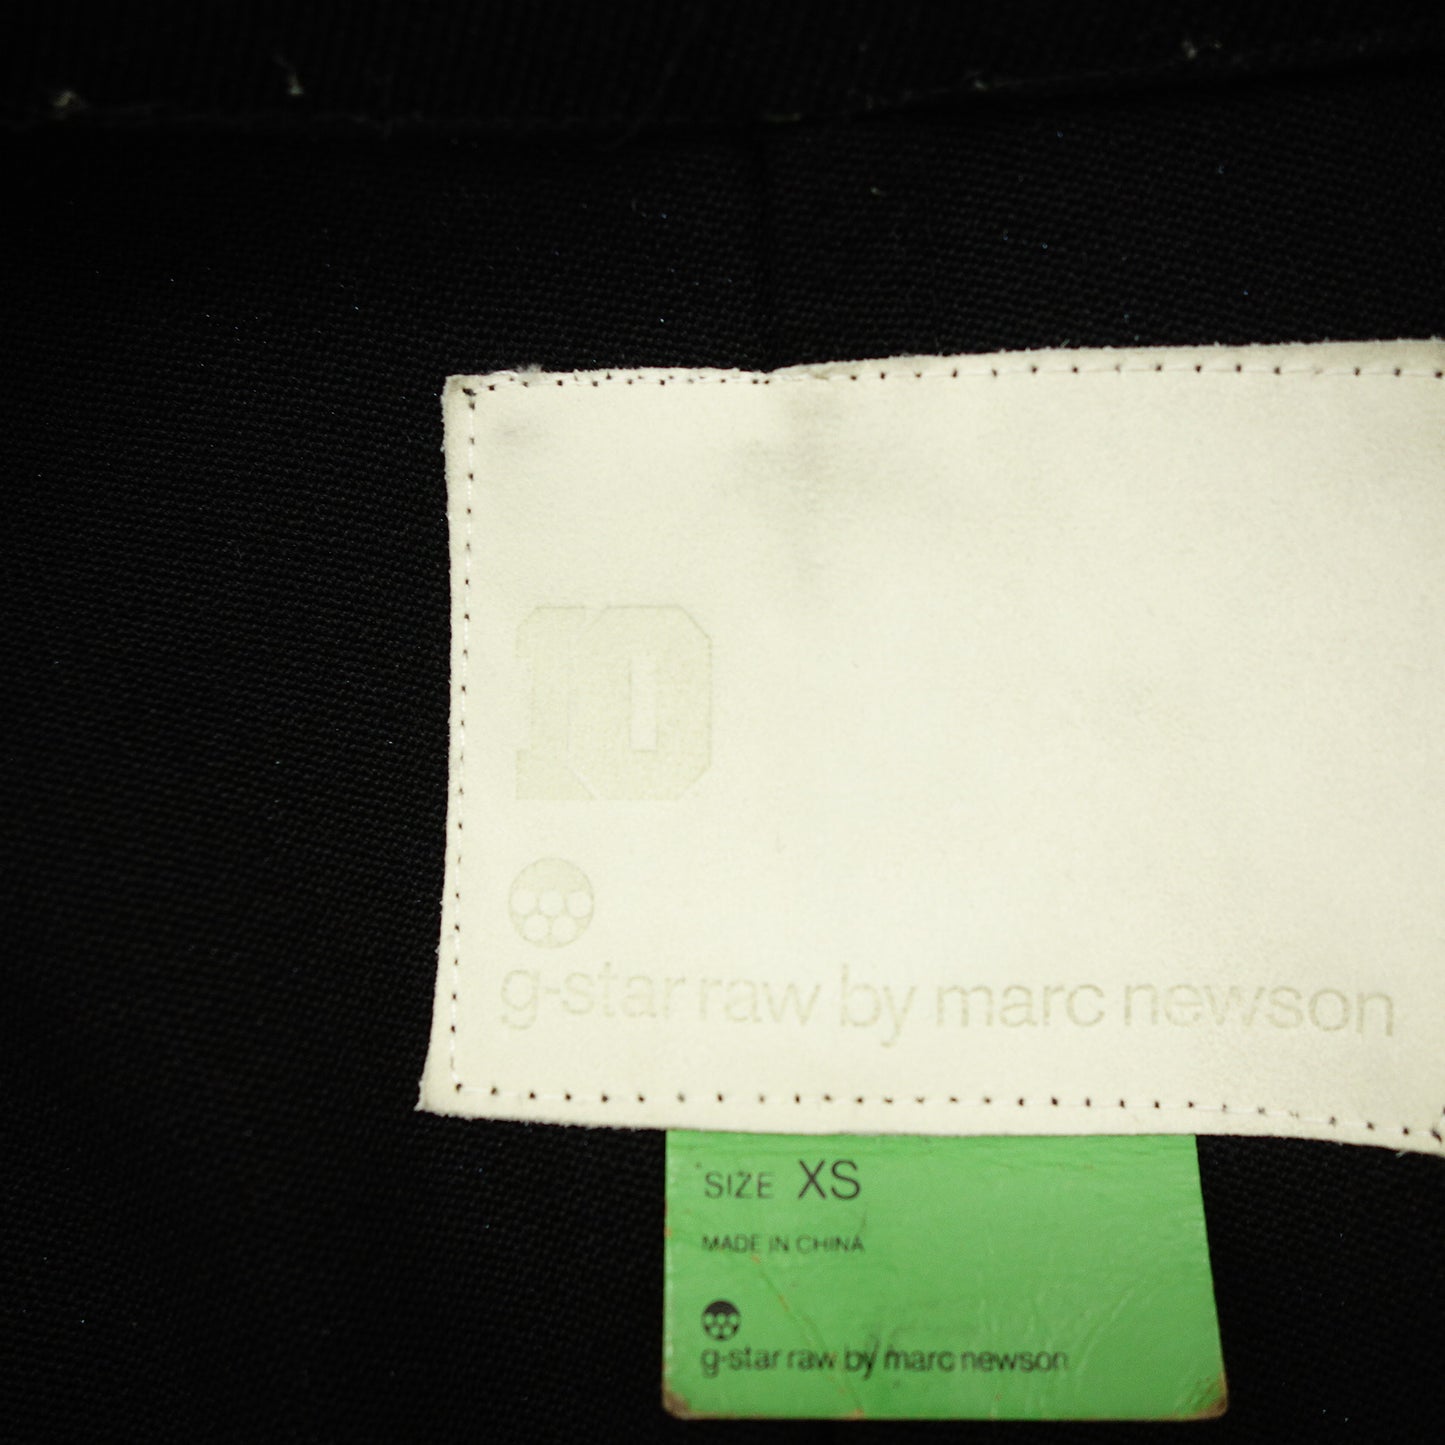 10
g-star raw by marc newson
SIZE XS
MADE IN CHINA
g-star raw by marc newson